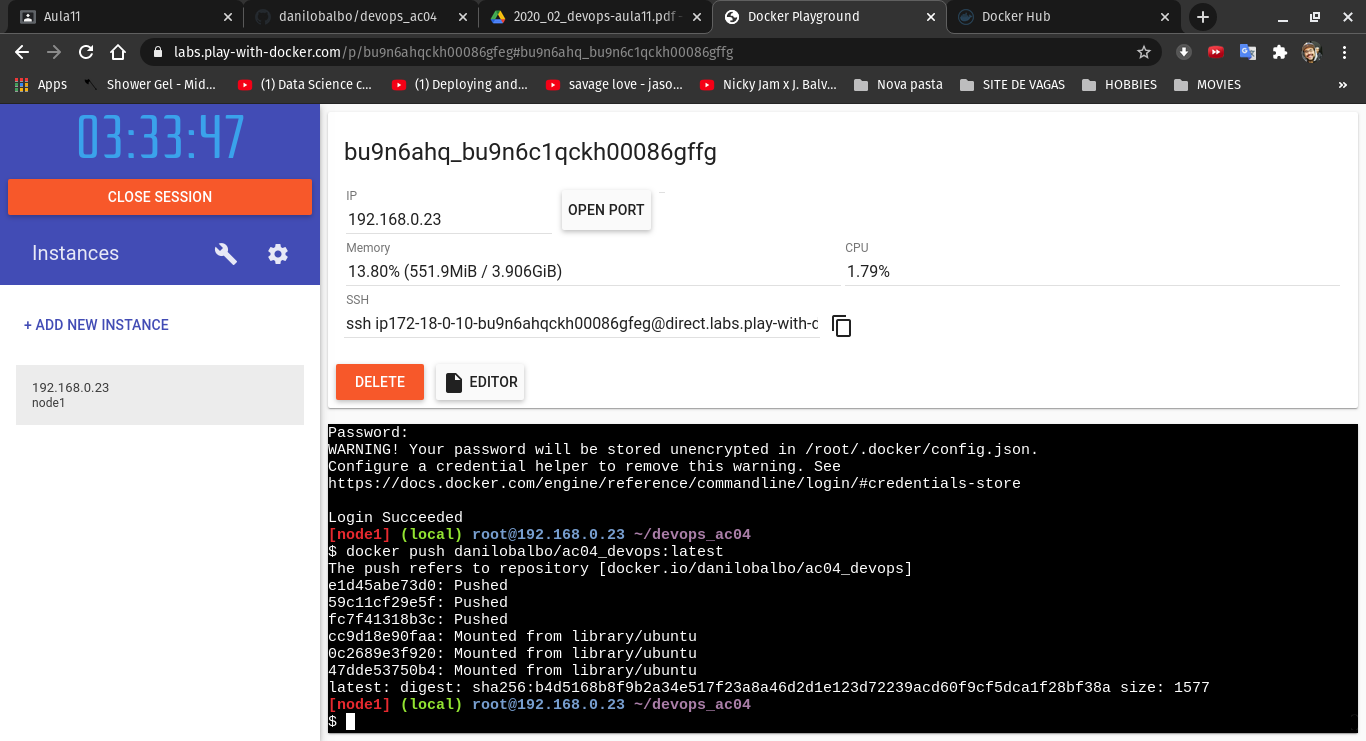 Aula11
danilobalbo/devops_ac04
2020_02_devops-aula11.pdf -
Docker Playground
Docker Hub
labs.play-with-docker.com/p/bu9n6ahqckh00086gfeg#bu9n6ahq_bu9n6c1qckh00086gffg
Apps
Shower Gel - Mid...
(1) Data Science c...
(1) Deploying and...
savage love - jaso...
Nicky Jam x J. Balv...
Nova pasta
SITE DE VAGAS
HOBBIES
MOVIES
»
03:33:47
CLOSE SESSION
Instances
+ ADD NEW INSTANCE
192.168.0.23
node1
bu9n6ahq_bu9n6c1qckh00086gffg
IP
192.168.0.23
OPEN PORT
Memory
13.80% (551.9MiB / 3.906GiB)
CPU
1.79%
SSH
ssh ip172-18-0-10-bu9n6ahqckh00086gfeg@direct.labs.play-with-d
DELETE
EDITOR
Password:
WARNING! Your password will be stored unencrypted in /root/.docker/config.json.
Configure a credential helper to remove this warning. See
https://docs.docker.com/engine/reference/commandline/login/#credentials-store
Login Succeeded
[node1] (local) root@192.168.0.23 ~/devops_ac04
$ docker push danilobalbo/ac04_devops:latest
The push refers to repository [docker.io/danilobalbo/ac04_devops]
e1d45abe73d0: Pushed
59c11cf29e5f: Pushed
fc7f41318b3c: Pushed
cc9d18e90faa: Mounted from library/ubuntu
0c2689e3f920: Mounted from library/ubuntu
47dde53750b4: Mounted from library/ubuntu
latest: digest: sha256:b4d5168b8f9b2a34e517f23a8a46d2d1e123d72239acd60f9cf5dca1f28bf38a size: 1577
[node1] (local) root@192.168.0.23 ~/devops_ac04
$